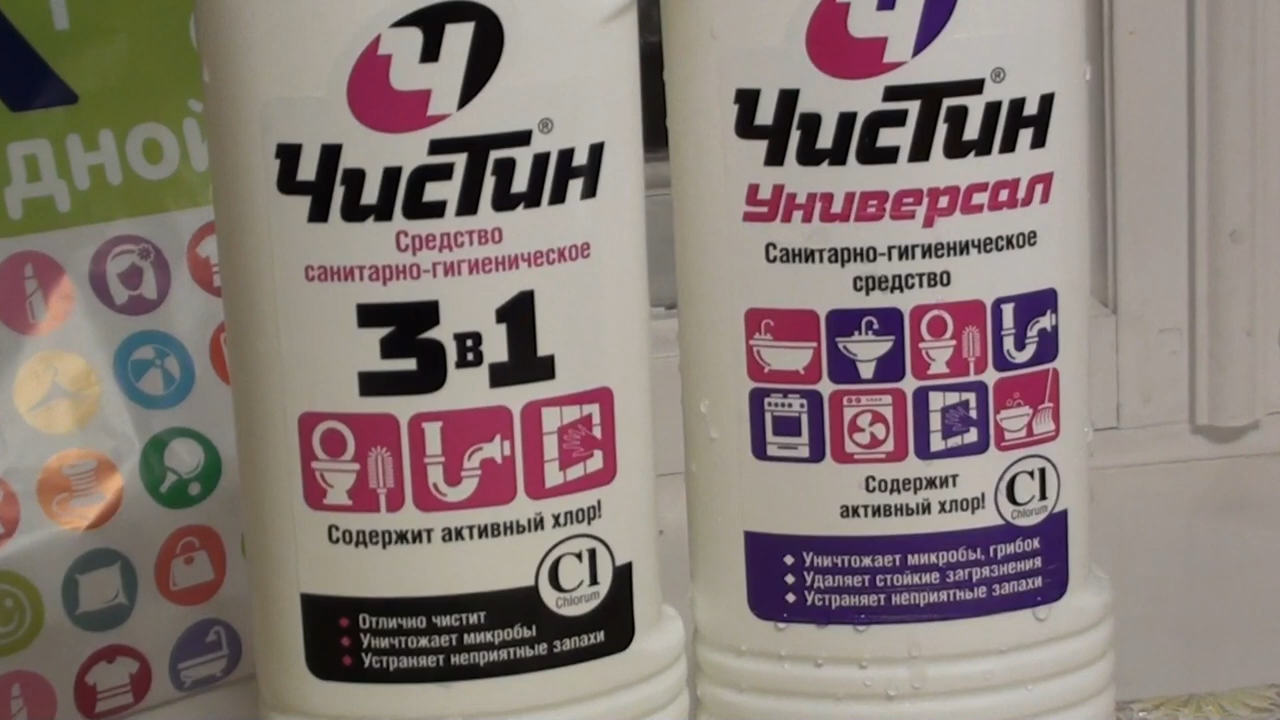 дной
Ч
ЧисТин®
Средство
санитарно-гигиеническое
3в1
Содержит активный хлор!
Cl
Chlorum
Отлично чистит
Уничтожает микробы
Устраняет неприятные запахи
Ч
ЧисТин®
Универсал
Санитарно-гигиеническое
средство
Содержит
активный хлор!
Cl
Chlorum
Уничтожает микробы, грибок
Удаляет стойкие загрязнения
Устраняет неприятные запахи